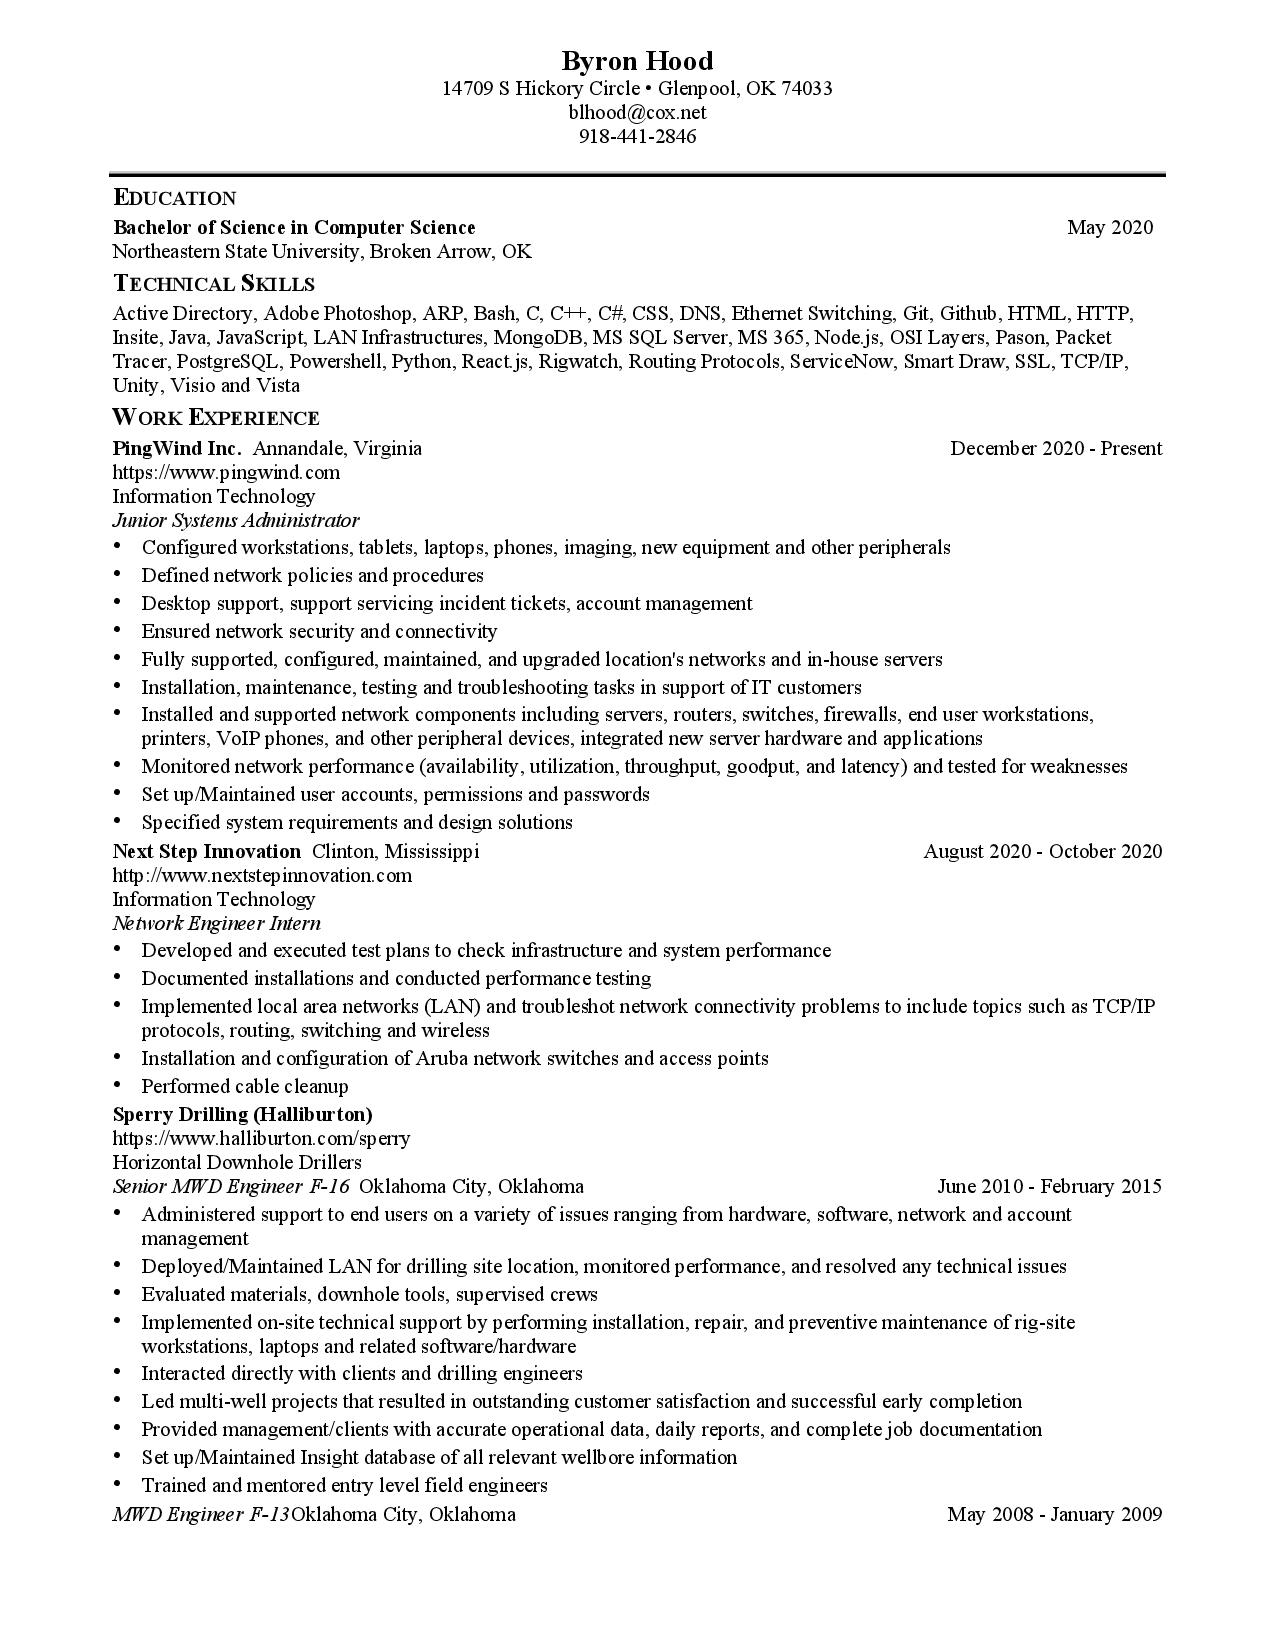 Byron Hood
14709 S Hickory Circle • Glenpool, OK 74033
blhood@cox.net
918-441-2846
EDUCATION
Bachelor of Science in Computer Science May 2020
Northeastern State University, Broken Arrow, OK
TECHNICAL SKILLS
Active Directory, Adobe Photoshop, ARP, Bash, C, C++, C#, CSS, DNS, Ethernet Switching, Git, Github, HTML, HTTP,
Insite, Java, JavaScript, LAN Infrastructures, MongoDB, MS SQL Server, MS 365, Node.js, OSI Layers, Pason, Packet
Tracer, PostgreSQL, Powershell, Python, React.js, Rigwatch, Routing Protocols, ServiceNow, Smart Draw, SSL, TCP/IP,
Unity, Visio and Vista
WORK EXPERIENCE
PingWind Inc. Annandale, Virginia December 2020 - Present
https://www.pingwind.com
Information Technology
Junior Systems Administrator
• Configured workstations, tablets, laptops, phones, imaging, new equipment and other peripherals
• Defined network policies and procedures
• Desktop support, support servicing incident tickets, account management
• Ensured network security and connectivity
• Fully supported, configured, maintained, and upgraded location's networks and in-house servers
• Installation, maintenance, testing and troubleshooting tasks in support of IT customers
• Installed and supported network components including servers, routers, switches, firewalls, end user workstations,
printers, VoIP phones, and other peripheral devices, integrated new server hardware and applications
• Monitored network performance (availability, utilization, throughput, goodput, and latency) and tested for weaknesses
• Set up/Maintained user accounts, permissions and passwords
• Specified system requirements and design solutions
Next Step Innovation Clinton, Mississippi August 2020 - October 2020
http://www.nextstepinnovation.com
Information Technology
Network Engineer Intern
• Developed and executed test plans to check infrastructure and system performance
• Documented installations and conducted performance testing
• Implemented local area networks (LAN) and troubleshot network connectivity problems to include topics such as TCP/IP
protocols, routing, switching and wireless
• Installation and configuration of Aruba network switches and access points
• Performed cable cleanup
Sperry Drilling (Halliburton)
https://www.halliburton.com/sperry
Horizontal Downhole Drillers
Senior MWD Engineer F-16 Oklahoma City, Oklahoma June 2010 - February 2015
• Administered support to end users on a variety of issues ranging from hardware, software, network and account
management
• Deployed/Maintained LAN for drilling site location, monitored performance, and resolved any technical issues
• Evaluated materials, downhole tools, supervised crews
• Implemented on-site technical support by performing installation, repair, and preventive maintenance of rig-site
workstations, laptops and related software/hardware
• Interacted directly with clients and drilling engineers
• Led multi-well projects that resulted in outstanding customer satisfaction and successful early completion
• Provided management/clients with accurate operational data, daily reports, and complete job documentation
• Set up/Maintained Insight database of all relevant wellbore information
• Trained and mentored entry level field engineers
MWD Engineer F-13Oklahoma City, Oklahoma May 2008 - January 2009